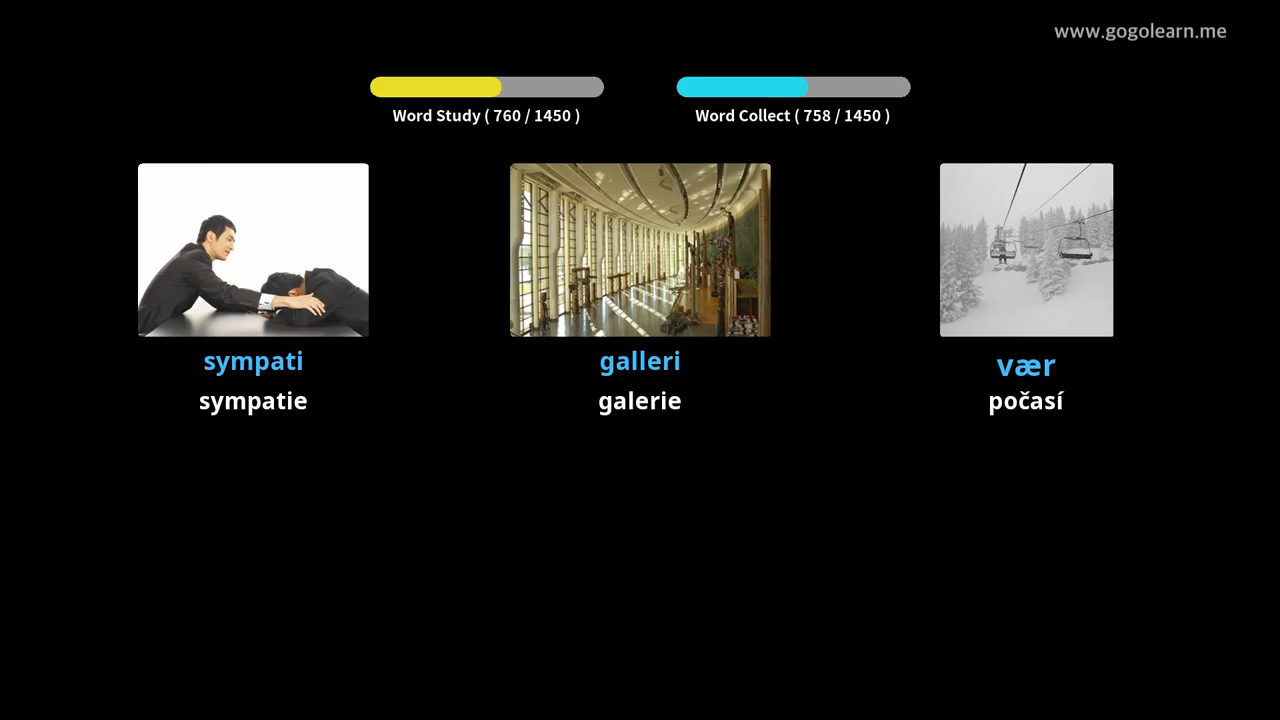 www.gogolearn.me
Word Study ( 760 / 1450 )
Word Collect ( 758 / 1450 )
sympati
sympatie
galleri
galerie
vær
počasí